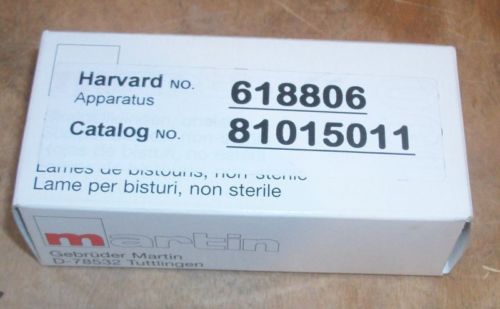 Harvard NO. 618806
Apparatus
Catalog NO. 81015011
Lames de bistouris, non stérile
Lame per bisturi, non sterile
martin
Gebrüder Martin
D-78532 Tuttlingen